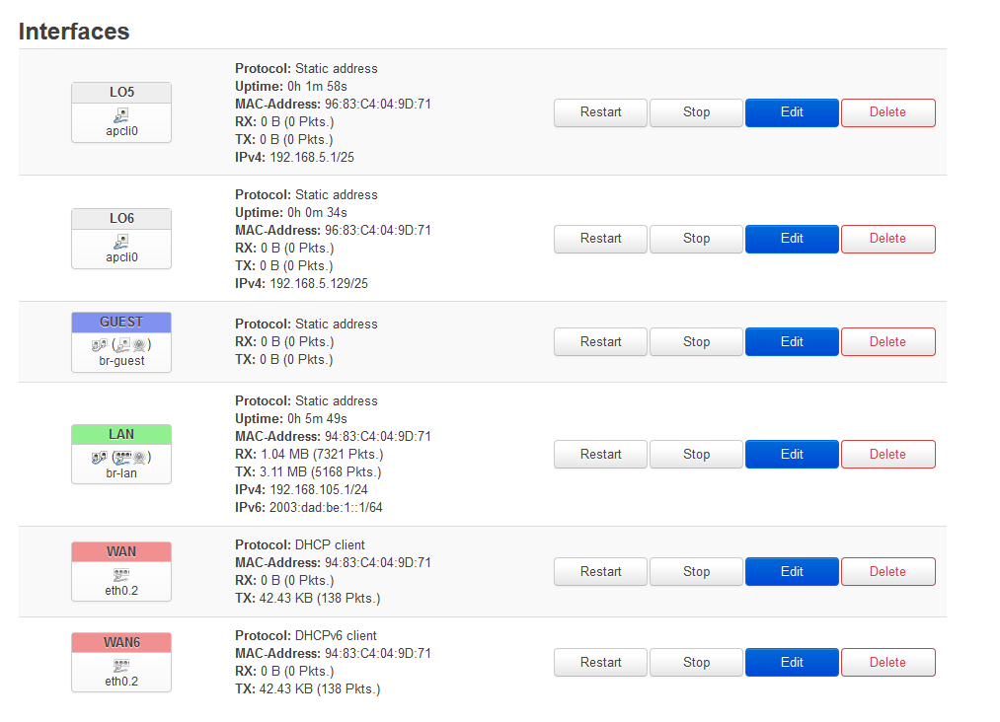 Interfaces
LO5
apcli0
Protocol: Static address
Uptime: 0h 1m 58s
MAC-Address: 96:83:C4:04:9D:71
RX: 0 B (0 Pkts.)
TX: 0 B (0 Pkts.)
IPv4: 192.168.5.1/25
Restart Stop Edit Delete
LO6
apcli0
Protocol: Static address
Uptime: 0h 0m 34s
MAC-Address: 96:83:C4:04:9D:71
RX: 0 B (0 Pkts.)
TX: 0 B (0 Pkts.)
IPv4: 192.168.5.129/25
Restart Stop Edit Delete
GUEST
( )
br-guest
Protocol: Static address
RX: 0 B (0 Pkts.)
TX: 0 B (0 Pkts.)
Restart Stop Edit Delete
LAN
( )
br-lan
Protocol: Static address
Uptime: 0h 5m 49s
MAC-Address: 94:83:C4:04:9D:71
RX: 1.04 MB (7321 Pkts.)
TX: 3.11 MB (5168 Pkts.)
IPv4: 192.168.105.1/24
IPv6: 2003:dad:be:1::1/64
Restart Stop Edit Delete
WAN
eth0.2
Protocol: DHCP client
MAC-Address: 94:83:C4:04:9D:71
RX: 0 B (0 Pkts.)
TX: 42.43 KB (138 Pkts.)
Restart Stop Edit Delete
WAN6
eth0.2
Protocol: DHCPv6 client
MAC-Address: 94:83:C4:04:9D:71
RX: 0 B (0 Pkts.)
TX: 42.43 KB (138 Pkts.)
Restart Stop Edit Delete